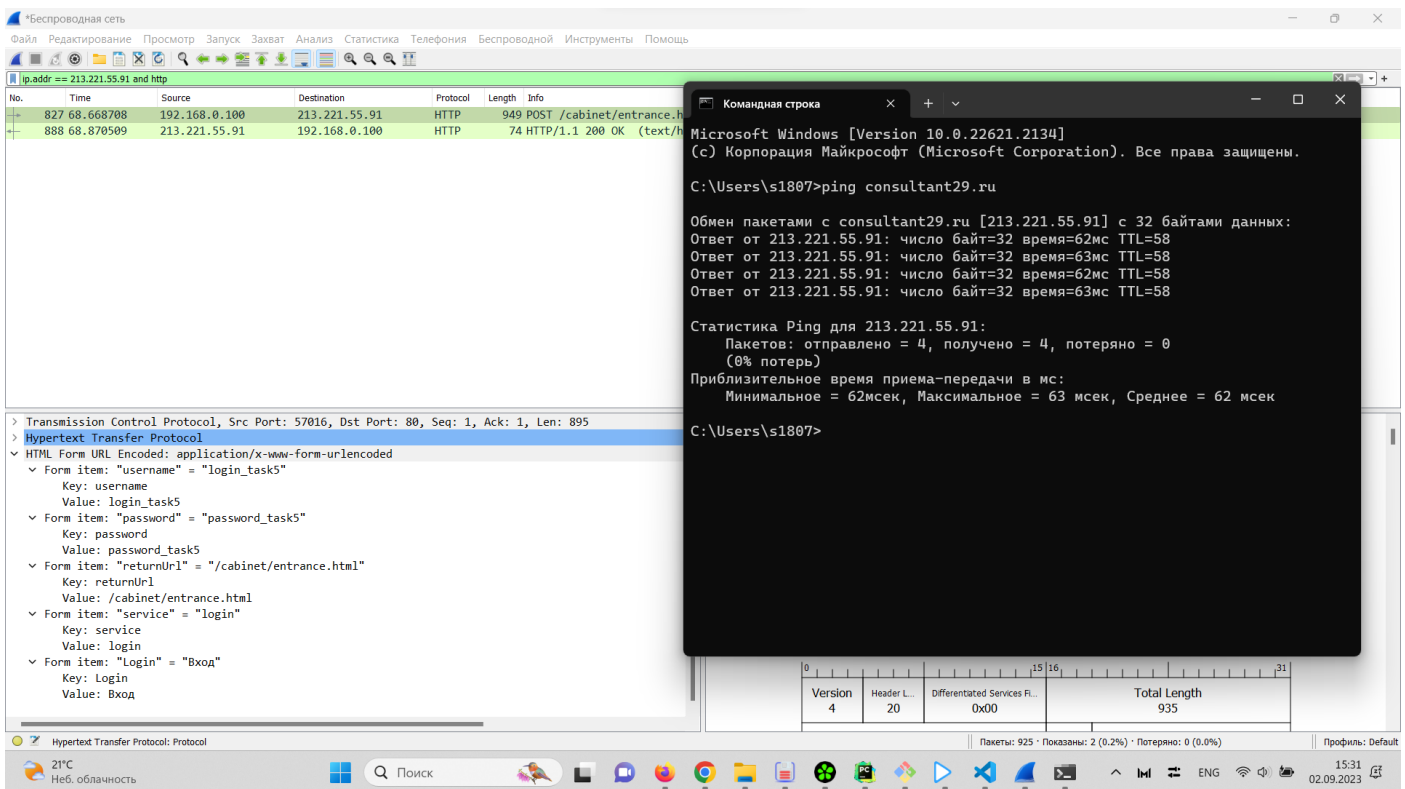 *Беспроводная сеть
Файл Редактирование Просмотр Запуск Захват Анализ Статистика Телефония Беспроводной Инструменты Помощь
ip.addr == 213.221.55.91 and http
No. Time Source Destination Protocol Length Info
827 68.668708 192.168.0.100 213.221.55.91 HTTP 949 POST /cabinet/entrance.h
888 68.870509 213.221.55.91 192.168.0.100 HTTP 74 HTTP/1.1 200 OK (text/h
Командная строка
Microsoft Windows [Version 10.0.22621.2134]
(c) Корпорация Майкрософт (Microsoft Corporation). Все права защищены.
C:\Users\s1807>ping consultant29.ru
Обмен пакетами с consultant29.ru [213.221.55.91] с 32 байтами данных:
Ответ от 213.221.55.91: число байт=32 время=62мс TTL=58
Ответ от 213.221.55.91: число байт=32 время=63мс TTL=58
Ответ от 213.221.55.91: число байт=32 время=62мс TTL=58
Ответ от 213.221.55.91: число байт=32 время=63мс TTL=58
Статистика Ping для 213.221.55.91:
Пакетов: отправлено = 4, получено = 4, потеряно = 0
(0% потерь)
Приблизительное время приема-передачи в мс:
Минимальное = 62мсек, Максимальное = 63 мсек, Среднее = 62 мсек
C:\Users\s1807>
Transmission Control Protocol, Src Port: 57016, Dst Port: 80, Seq: 1, Ack: 1, Len: 895
Hypertext Transfer Protocol
HTML Form URL Encoded: application/x-www-form-urlencoded
Form item: "username" = "login_task5"
Key: username
Value: login_task5
Form item: "password" = "password_task5"
Key: password
Value: password_task5
Form item: "returnUrl" = "/cabinet/entrance.html"
Key: returnUrl
Value: /cabinet/entrance.html
Form item: "service" = "login"
Key: service
Value: login
Form item: "Login" = "Вход"
Key: Login
Value: Вход
0 15 16 31
Version Header L... Differentiated Services Fi... Total Length
4 20 0x00 935
Hypertext Transfer Protocol: Protocol
Пакеты: 925 · Показаны: 2 (0.2%) · Потеряно: 0 (0.0%)
Профиль: Default
21°C
Неб. облачность
Поиск
ENG
15:31
02.09.2023